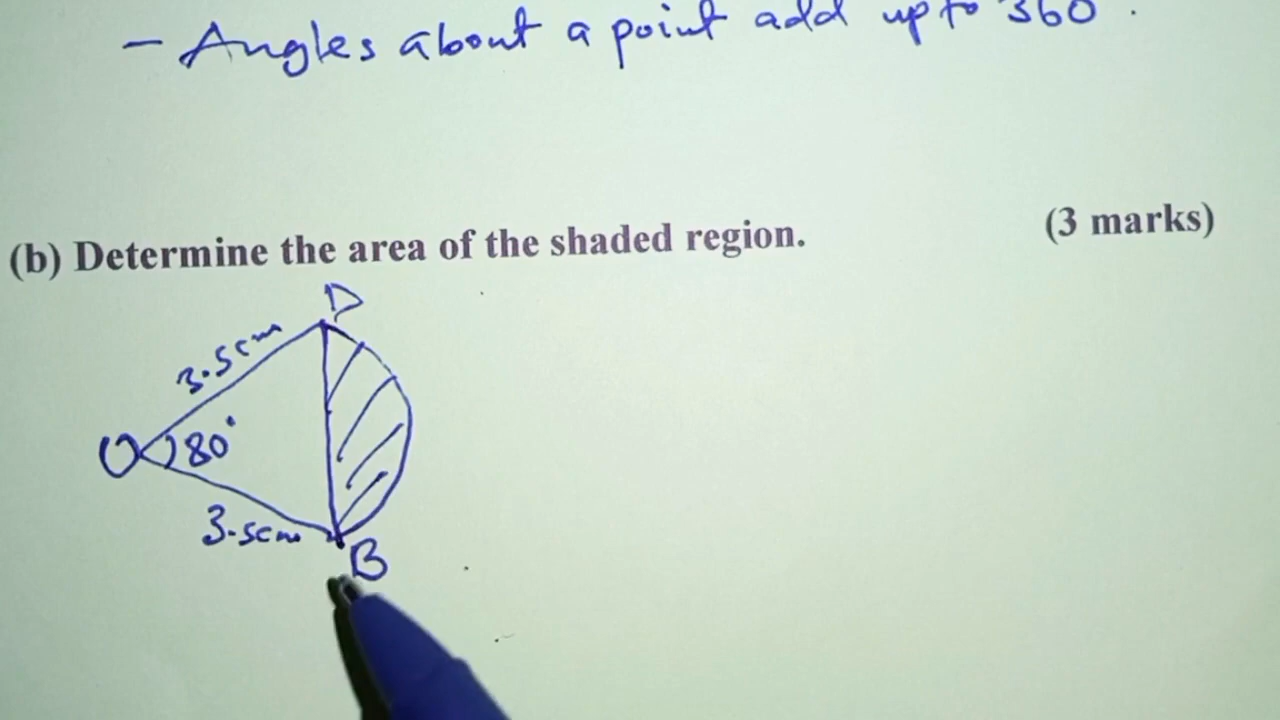 - Angles about a point add up to 360°.
(b) Determine the area of the shaded region. (3 marks)
D
3.5cm
O 80°
3.5cm
B